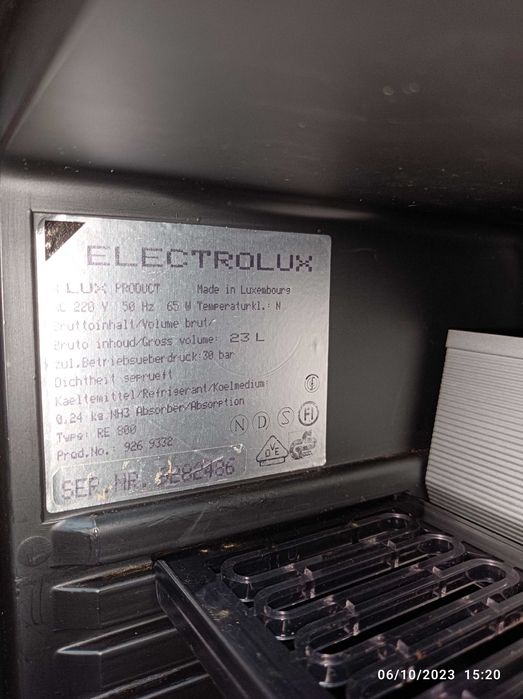 ELECTROLUX
LUX PRODUCT Made in Luxembourg
220 V 50 Hz 65 W Temperaturkl.: N
Bruttoinhalt/Volume brut/
Bruto inhoud/Gross volume: 23 L
zul.Betriebsueberdruck:30 bar
Dichtheit geprueft
Kaeltemittel/Refrigerant/Koelmedium:
0.24 kg NH3 Absorber/Absorption
Type: RE 800
Prod.No.: 926 9332
N D S FI
SER.NR.
06/10/2023 15:20